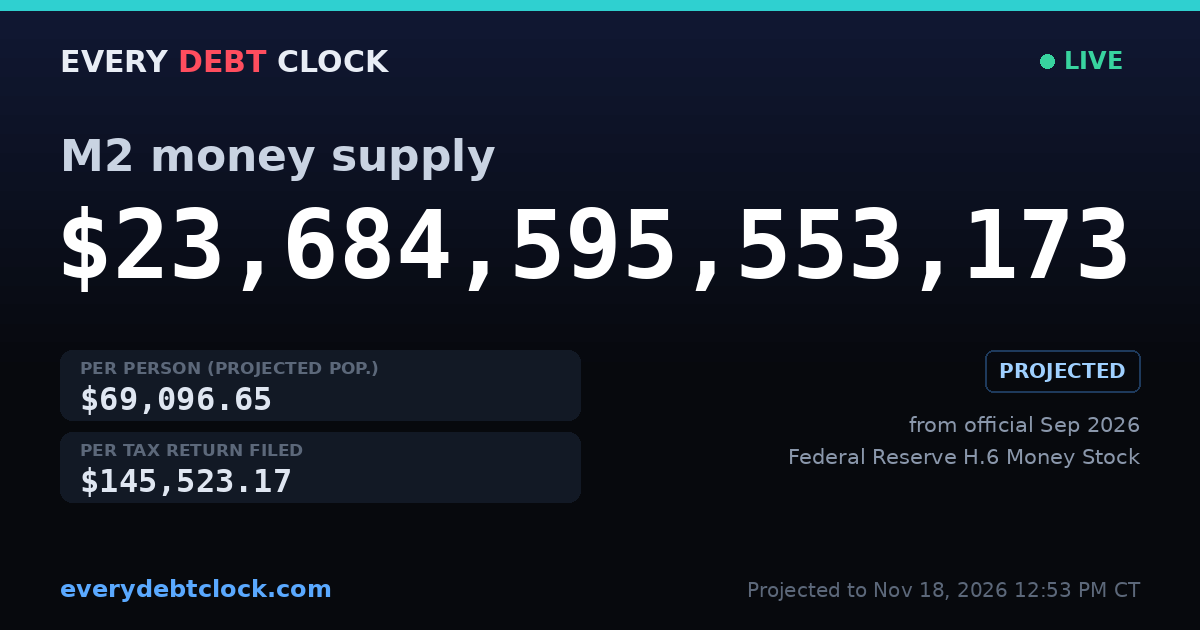 EVERY DEBT CLOCK
LIVE
M2 money supply
$23,684,595,553,173
PER PERSON (PROJECTED POP.)
$69,096.65
PER TAX RETURN FILED
$145,523.17
PROJECTED
from official Sep 2026
Federal Reserve H.6 Money Stock
everydebtclock.com
Projected to Nov 18, 2026 12:53 PM CT